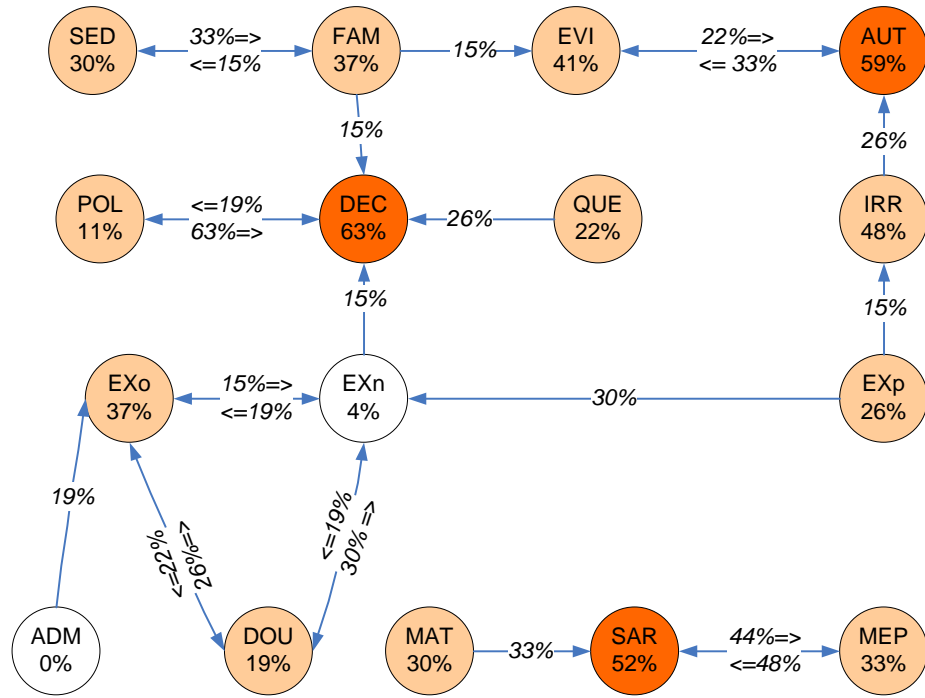 SED
30%
33%=>
<=15%
FAM
37%
15%
EVI
41%
22%=>
<= 33%
AUT
59%
15%
26%
POL
11%
<=19%
63%=>
DEC
63%
26%
QUE
22%
IRR
48%
15%
15%
EXo
37%
15%=>
<=19%
EXn
4%
30%
EXp
26%
19%
<=22%
26%=>
<=19%
30% =>
ADM
0%
DOU
19%
MAT
30%
33%
SAR
52%
44%=>
<=48%
MEP
33%